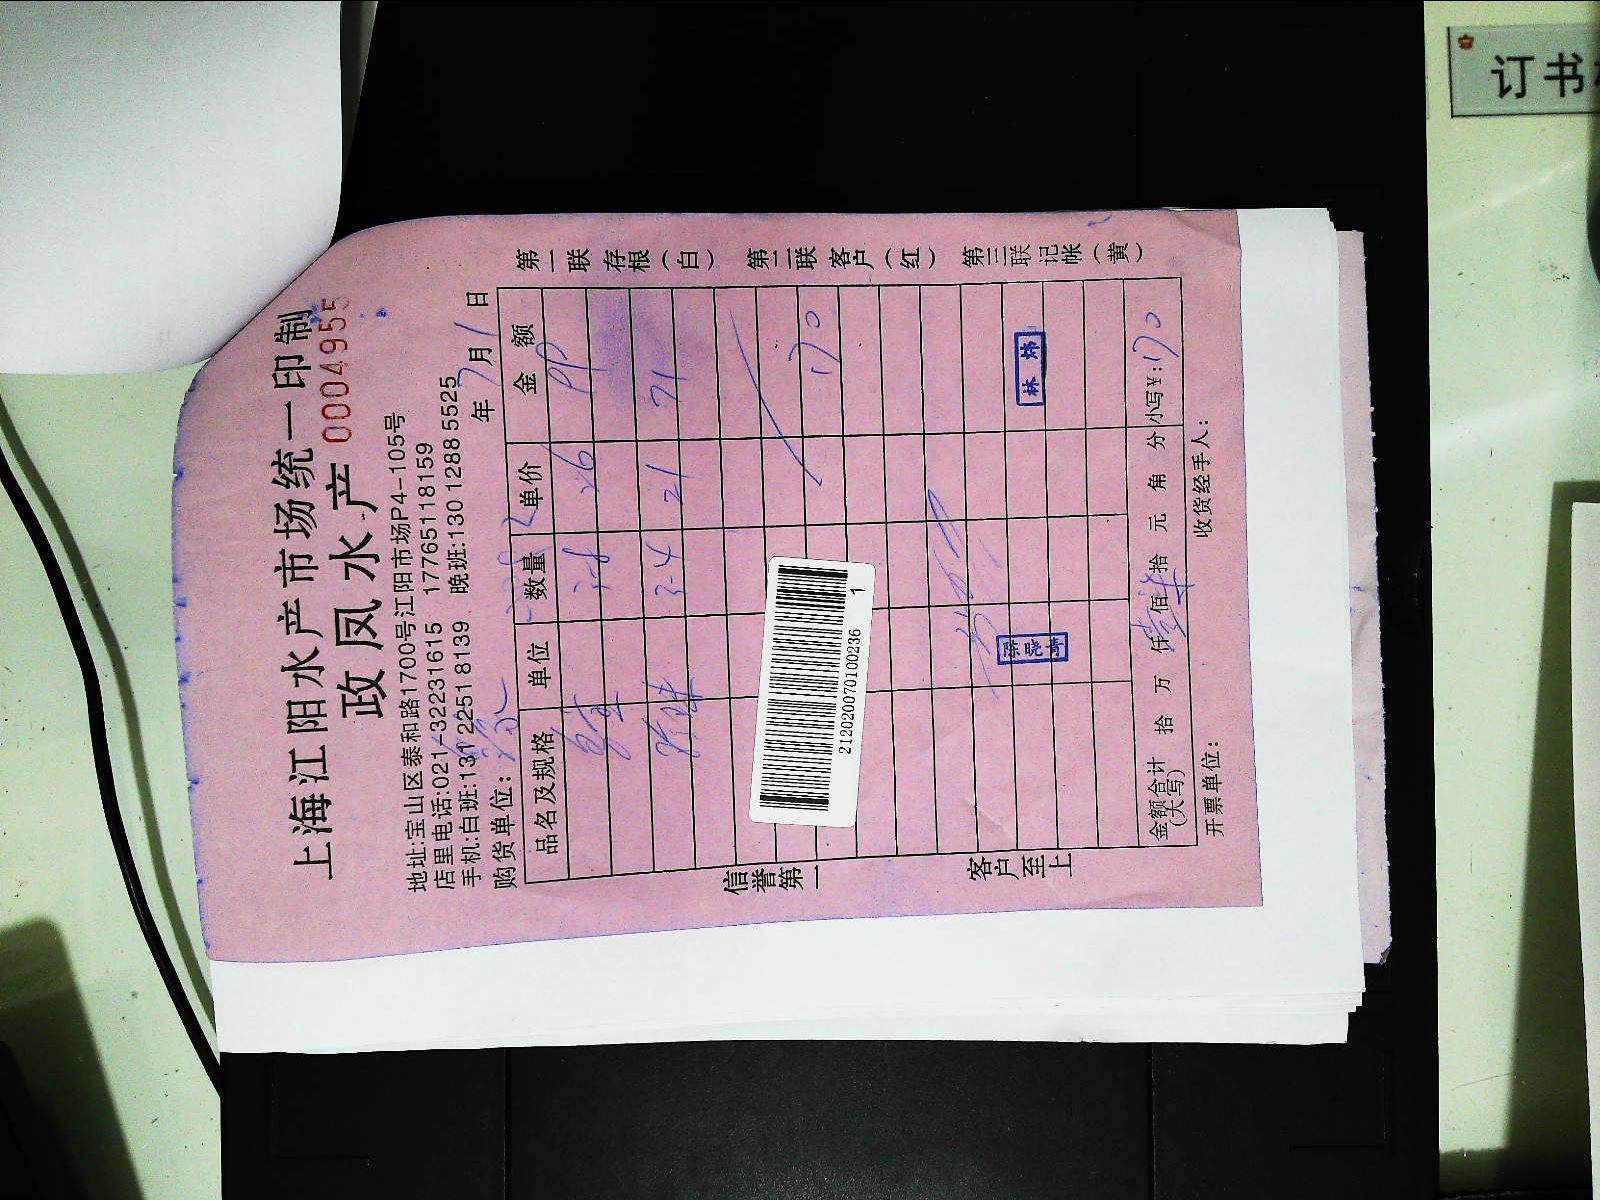 上海江阳水产市场统一印制
政凤水产 0004955
地址:宝山区泰和路1700号江阳市场P4-105号
店里电话:021-32231615 17765118159
手机:白班:131 2251 8139 晚班:130 1288 5525
购货单位: 年7月1日
品名及规格 单位 数量 单价 金额
26
3-4 21 71
170
212020070100236 1
陈晓青
林炜
金额合计(大写) 拾 万 仟 佰 拾 元 角 分 小写¥:170
开票单位: 收货经手人:
信誉第一
客户至上
第一联存根(白)
第二联客户(红)
第三联记帐(黄)
订书